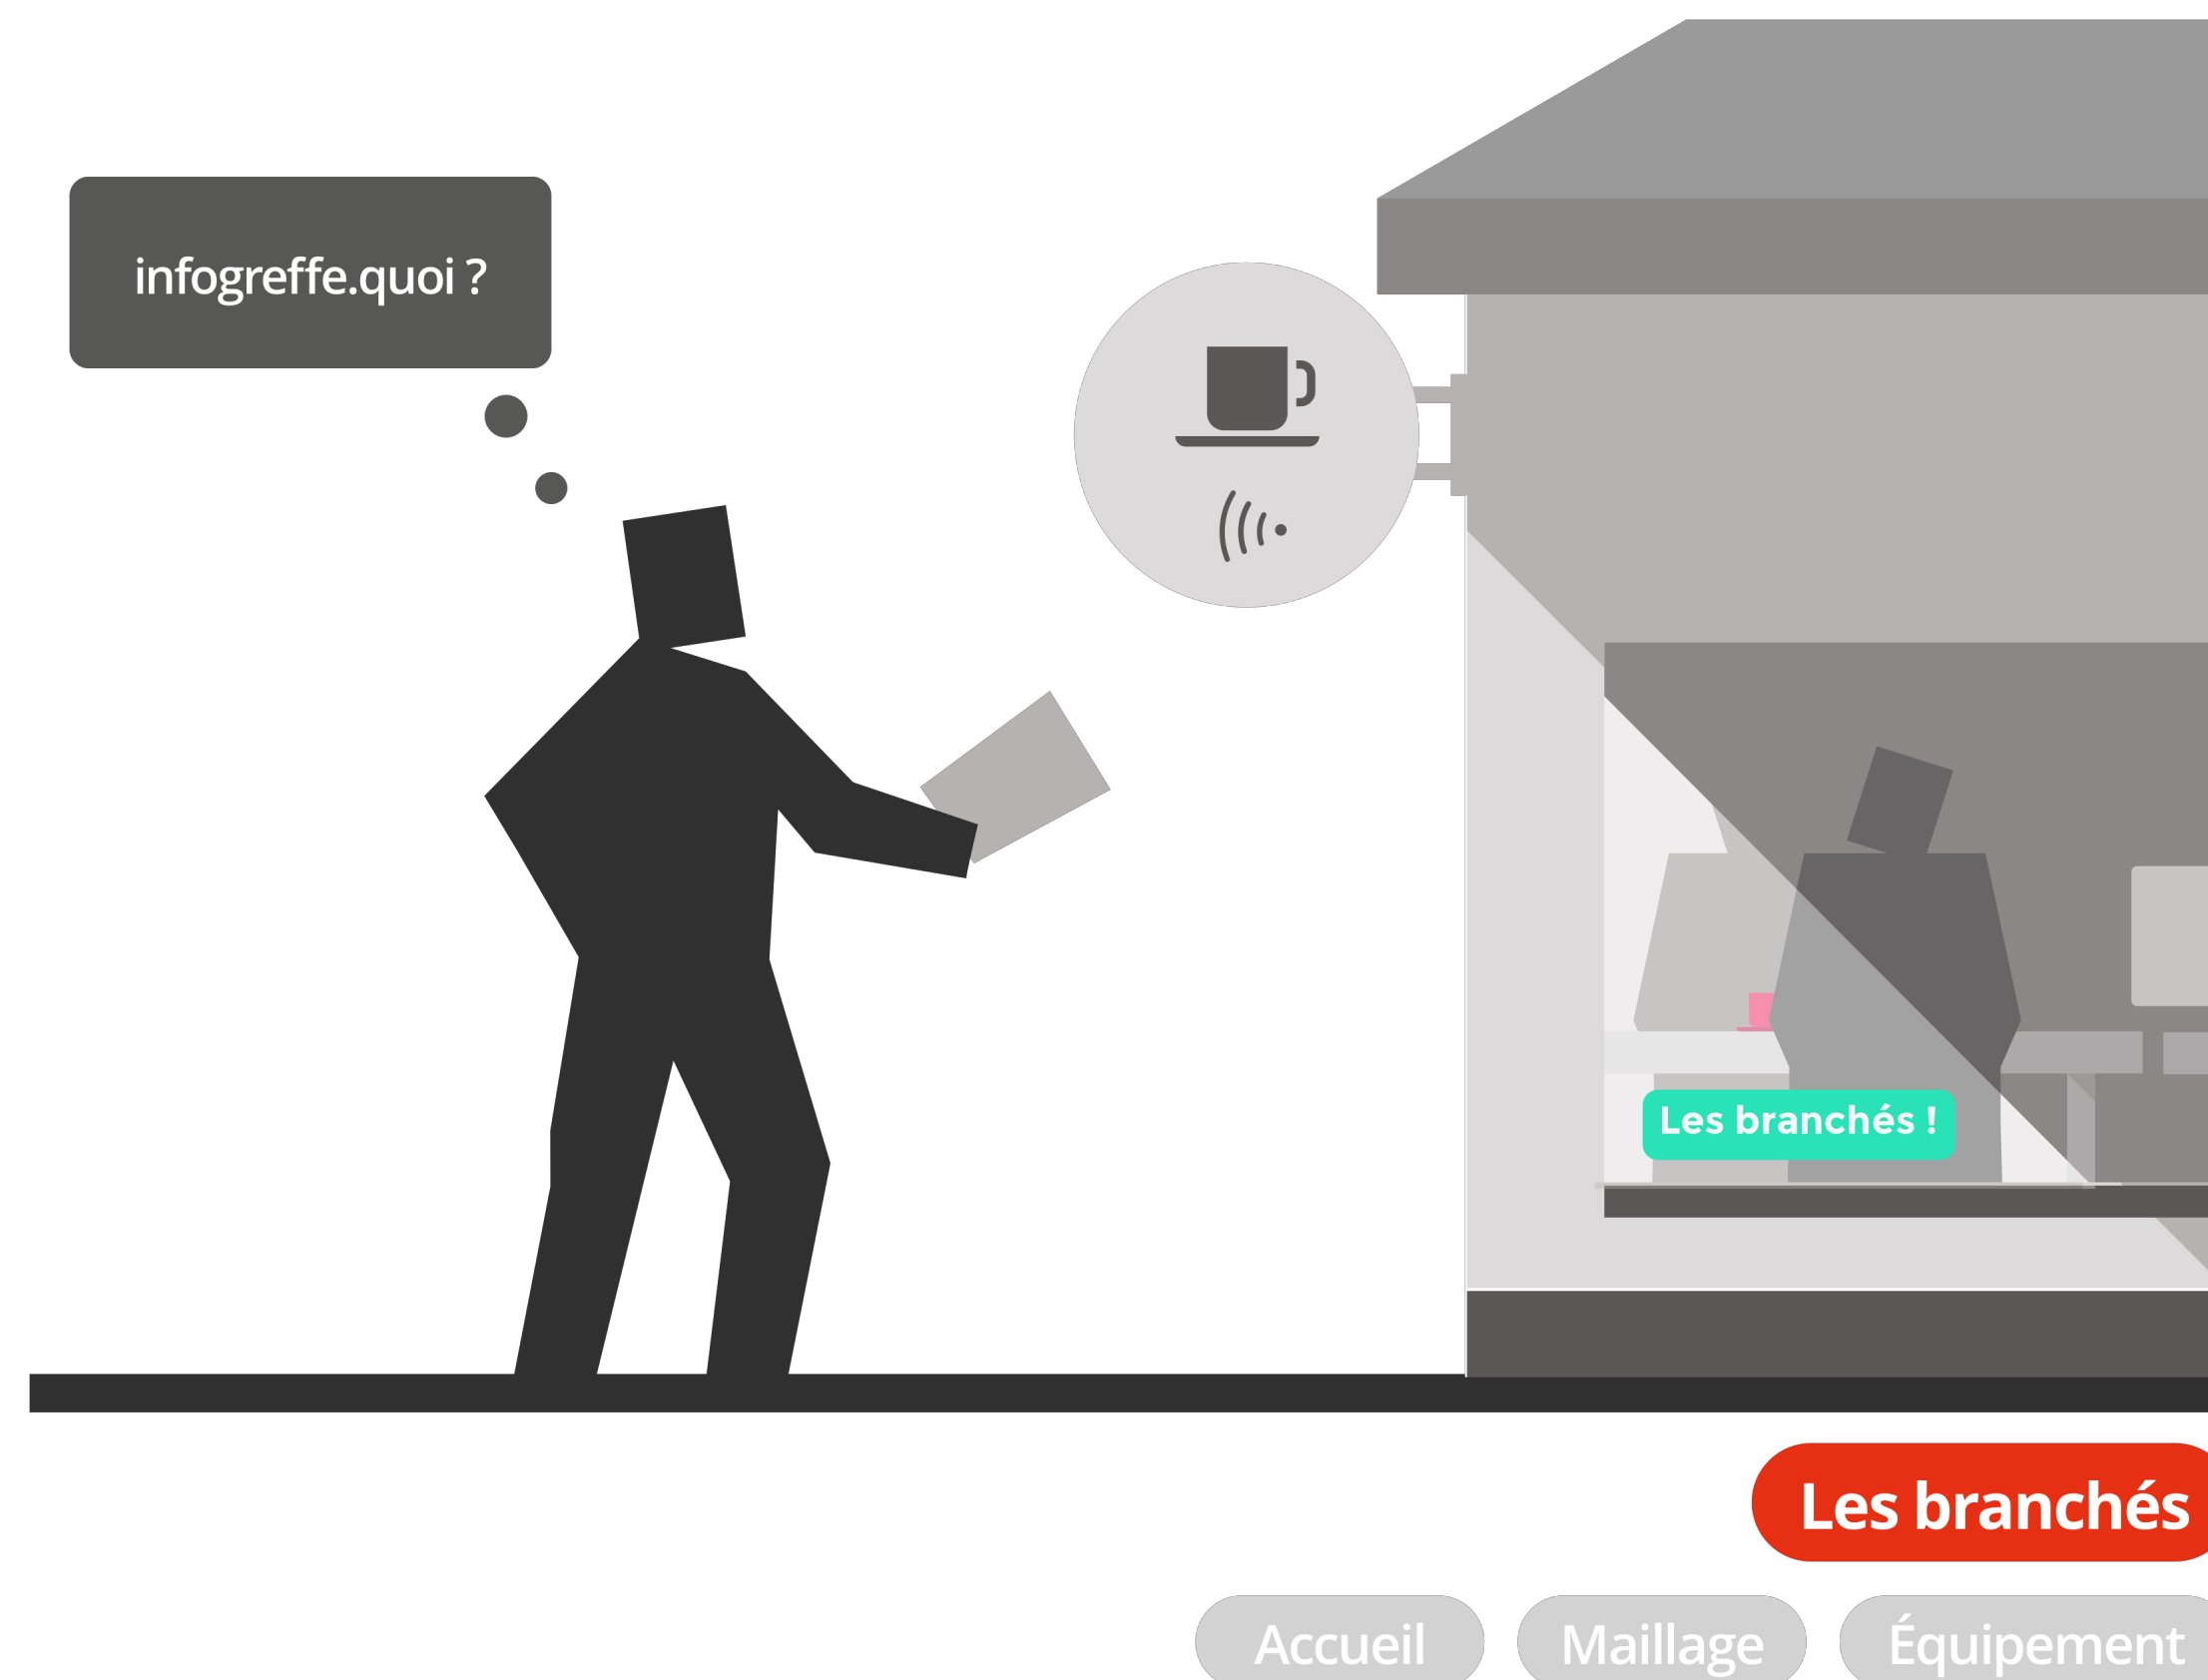 infogreffe.quoi ?
Les branchés !
Les branchés
Accueil
Maillage
Équipement